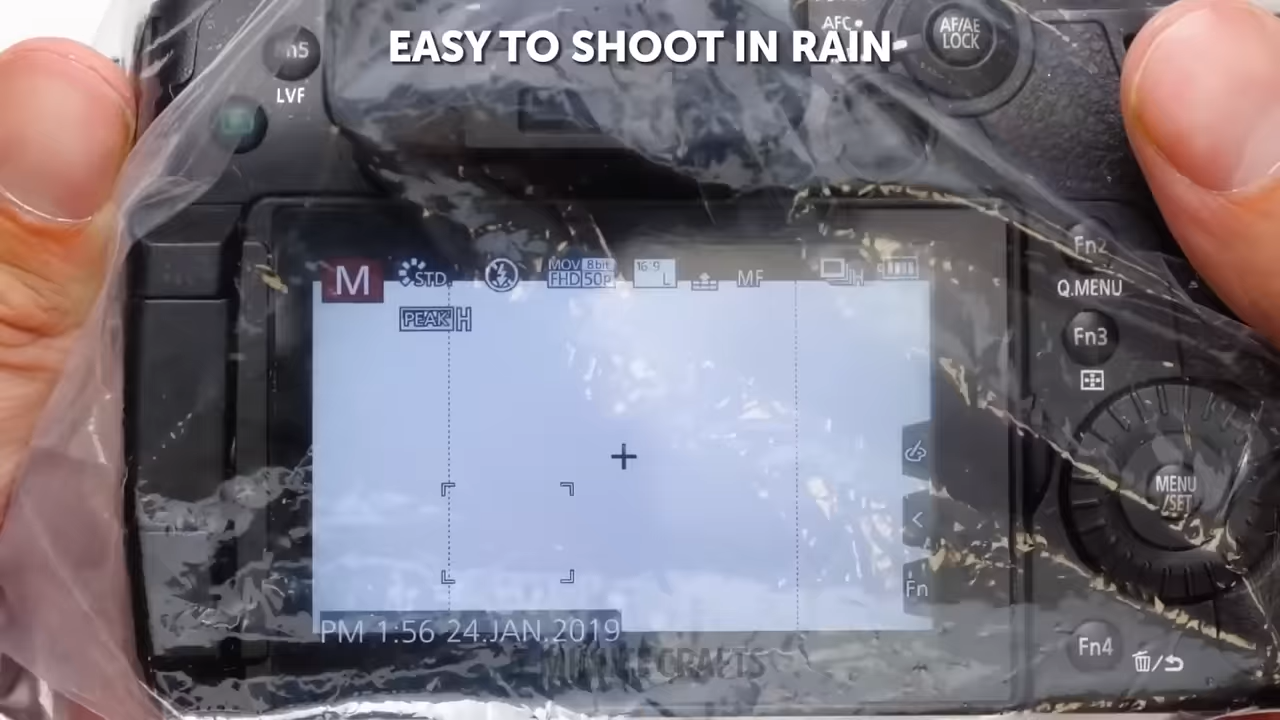 EASY TO SHOOT IN RAIN
AFC
AF/AE
LOCK
LVF
Fn2
Q.MENU
M
STD.
MOV 8bit
FHD 50p
16:9
L
MF
H
PEAK H
Fn3
MENU
/SET
Fn
PM 1:56 24.JAN.2019
Fn4
CRAFTS